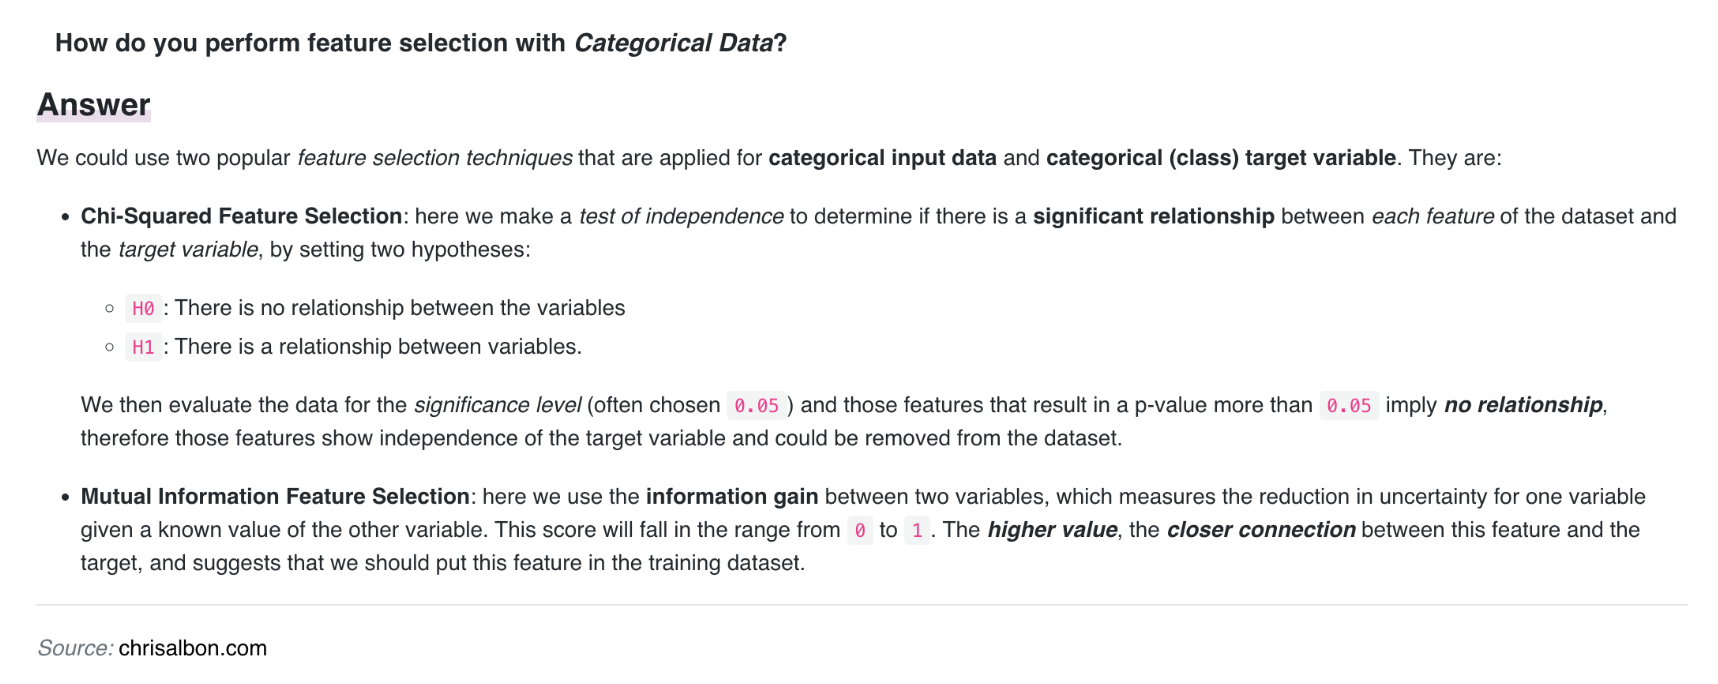 How do you perform feature selection with Categorical Data?
Answer
We could use two popular feature selection techniques that are applied for categorical input data and categorical (class) target variable. They are:
• Chi-Squared Feature Selection: here we make a test of independence to determine if there is a significant relationship between each feature of the dataset and
the target variable, by setting two hypotheses:
◦ H0 : There is no relationship between the variables
◦ H1 : There is a relationship between variables.
We then evaluate the data for the significance level (often chosen 0.05 ) and those features that result in a p-value more than 0.05 imply no relationship,
therefore those features show independence of the target variable and could be removed from the dataset.
• Mutual Information Feature Selection: here we use the information gain between two variables, which measures the reduction in uncertainty for one variable
given a known value of the other variable. This score will fall in the range from 0 to 1 . The higher value, the closer connection between this feature and the
target, and suggests that we should put this feature in the training dataset.
Source: chrisalbon.com